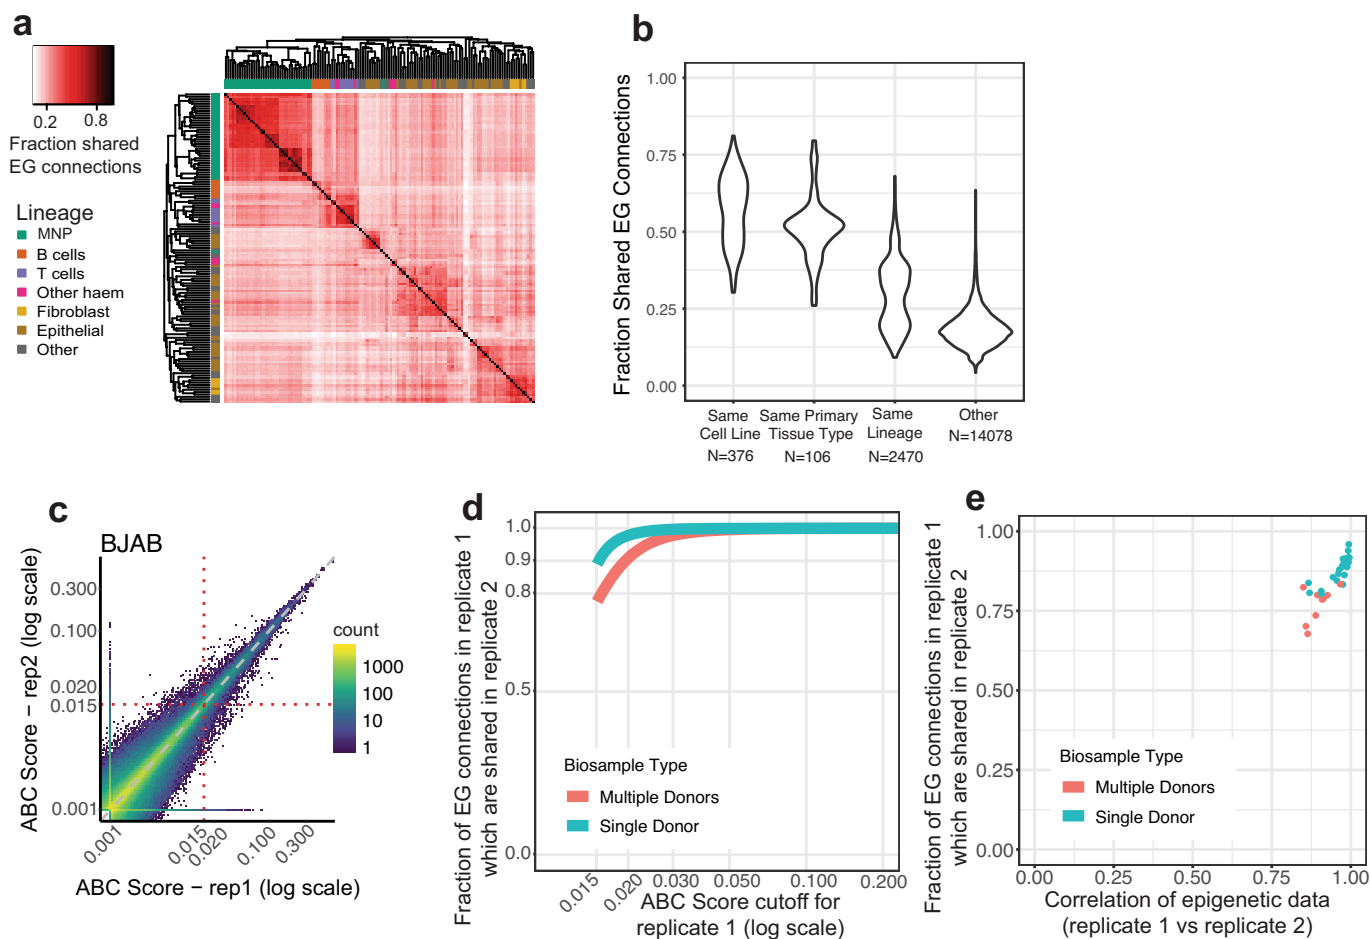 a
0.2 0.8
Fraction shared
EG connections
Lineage
MNP
B cells
T cells
Other haem
Fibroblast
Epithelial
Other
b
Fraction Shared EG Connections
1.00
0.75
0.50
0.25
0.00
Same
Cell Line
N=376
Same Primary
Tissue Type
N=106
Same
Lineage
N=2470
Other
N=14078
c
BJAB
ABC Score − rep2 (log scale)
0.300
0.100
0.020
0.015
0.001
0.001 0.015 0.020 0.100 0.300
ABC Score − rep1 (log scale)
count
1000
100
10
1
d
Fraction of EG connections in replicate 1
which are shared in replicate 2
1.0
0.9
0.8
0.5
0.0
Biosample Type
Multiple Donors
Single Donor
0.015 0.020 0.030 0.050 0.100 0.200
ABC Score cutoff for
replicate 1 (log scale)
e
Fraction of EG connections in replicate 1
which are shared in replicate 2
1.00
0.75
0.50
0.25
0.00
Biosample Type
Multiple Donors
Single Donor
0.00 0.25 0.50 0.75 1.00
Correlation of epigenetic data
(replicate 1 vs replicate 2)